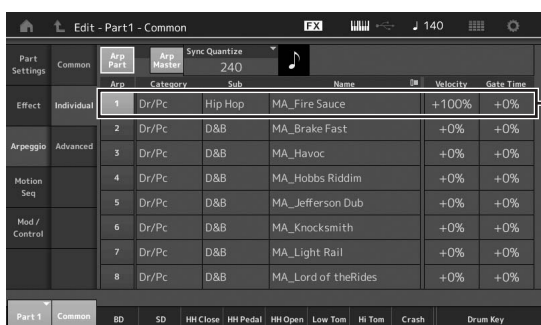 Edit - Part1 - Common FX 140
Part Settings Common Arp Part Arp Master Sync Quantize 240
Arp Category Sub Name Velocity Gate Time
Effect Individual 1 Dr/Pc Hip Hop MA_Fire Sauce +100% +0%
2 Dr/Pc D&B MA_Brake Fast +0% +0%
Arpeggio Advanced 3 Dr/Pc D&B MA_Havoc +0% +0%
Motion Seq 4 Dr/Pc D&B MA_Hobbs Riddim +0% +0%
5 Dr/Pc D&B MA_Jefferson Dub +0% +0%
Mod / Control 6 Dr/Pc D&B MA_Knocksmith +0% +0%
7 Dr/Pc D&B MA_Light Rail +0% +0%
8 Dr/Pc D&B MA_Lord of theRides +0% +0%
Part 1 Common BD SD HH Close HH Pedal HH Open Low Tom Hi Tom Crash Drum Key